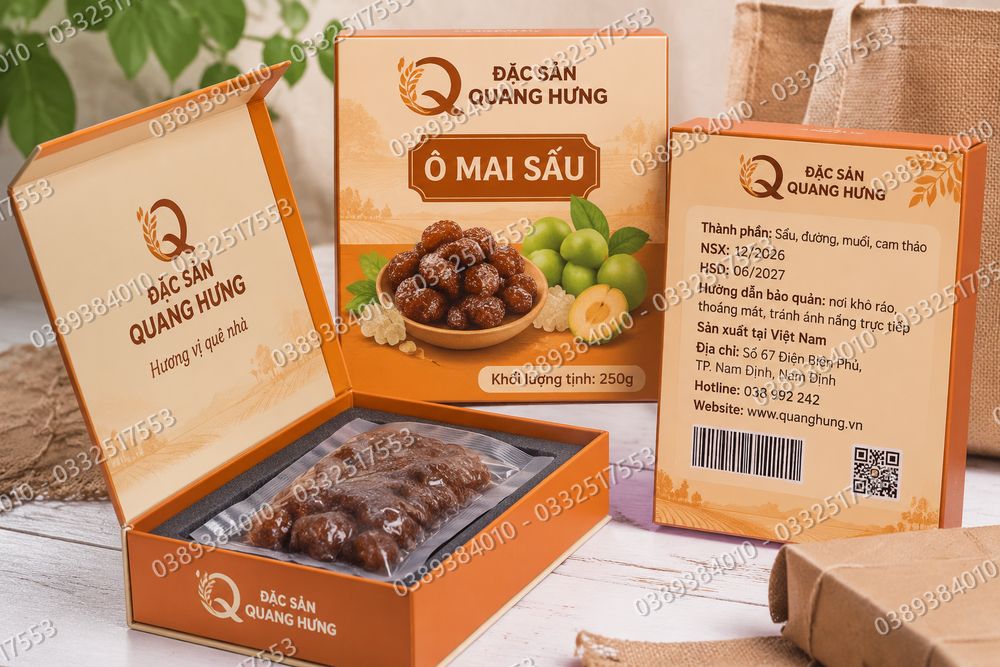 ĐẶC SẢN
QUANG HƯNG
Hương vị quê nhà
ĐẶC SẢN
QUANG HƯNG
Ô MAI SẤU
Khối lượng tịnh: 250g
ĐẶC SẢN
QUANG HƯNG
Thành phần: Sấu, đường, muối, cam thảo
NSX: 12/2026
HSD: 06/2027
Hướng dẫn bảo quản: nơi khô ráo,
thoáng mát, tránh ánh nắng trực tiếp
Sản xuất tại Việt Nam
Địa chỉ: Số 67 Điện Biên Phủ,
TP. Nam Định, Nam Định
Hotline: 038 992 242
Website: www.quanghung.vn
ĐẶC SẢN
QUANG HƯNG
0389384010 - 0332517553